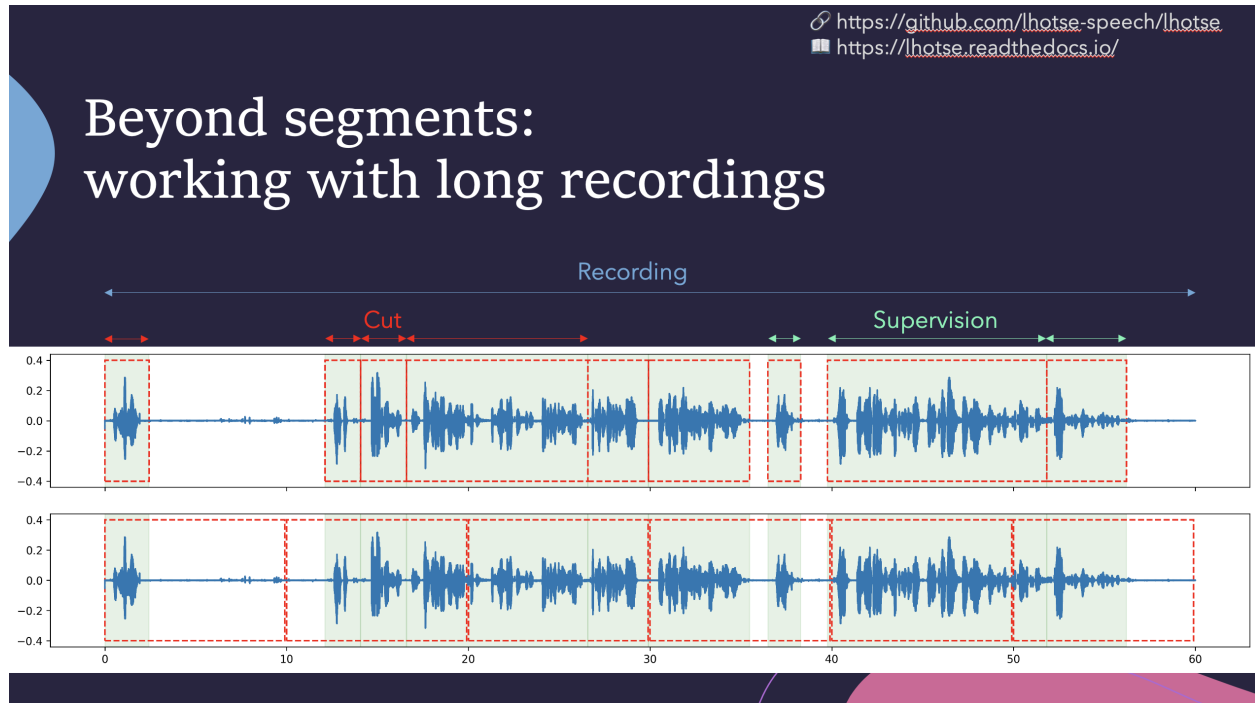 🔗 https://github.com/lhotse-speech/lhotse
📖 https://lhotse.readthedocs.io/
Beyond segments:
working with long recordings
Recording
Cut
Supervision
0.4
0.2
0.0
−0.2
−0.4
0.4
0.2
0.0
−0.2
−0.4
0 10 20 30 40 50 60